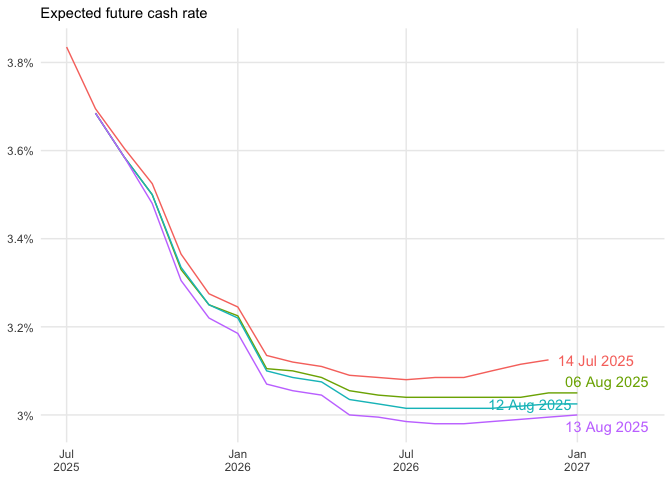 Expected future cash rate
3.8%
3.6%
3.4%
3.2%
3%
14 Jul 2025
06 Aug 2025
12 Aug 2025
13 Aug 2025
Jul
2025
Jan
2026
Jul
2026
Jan
2027